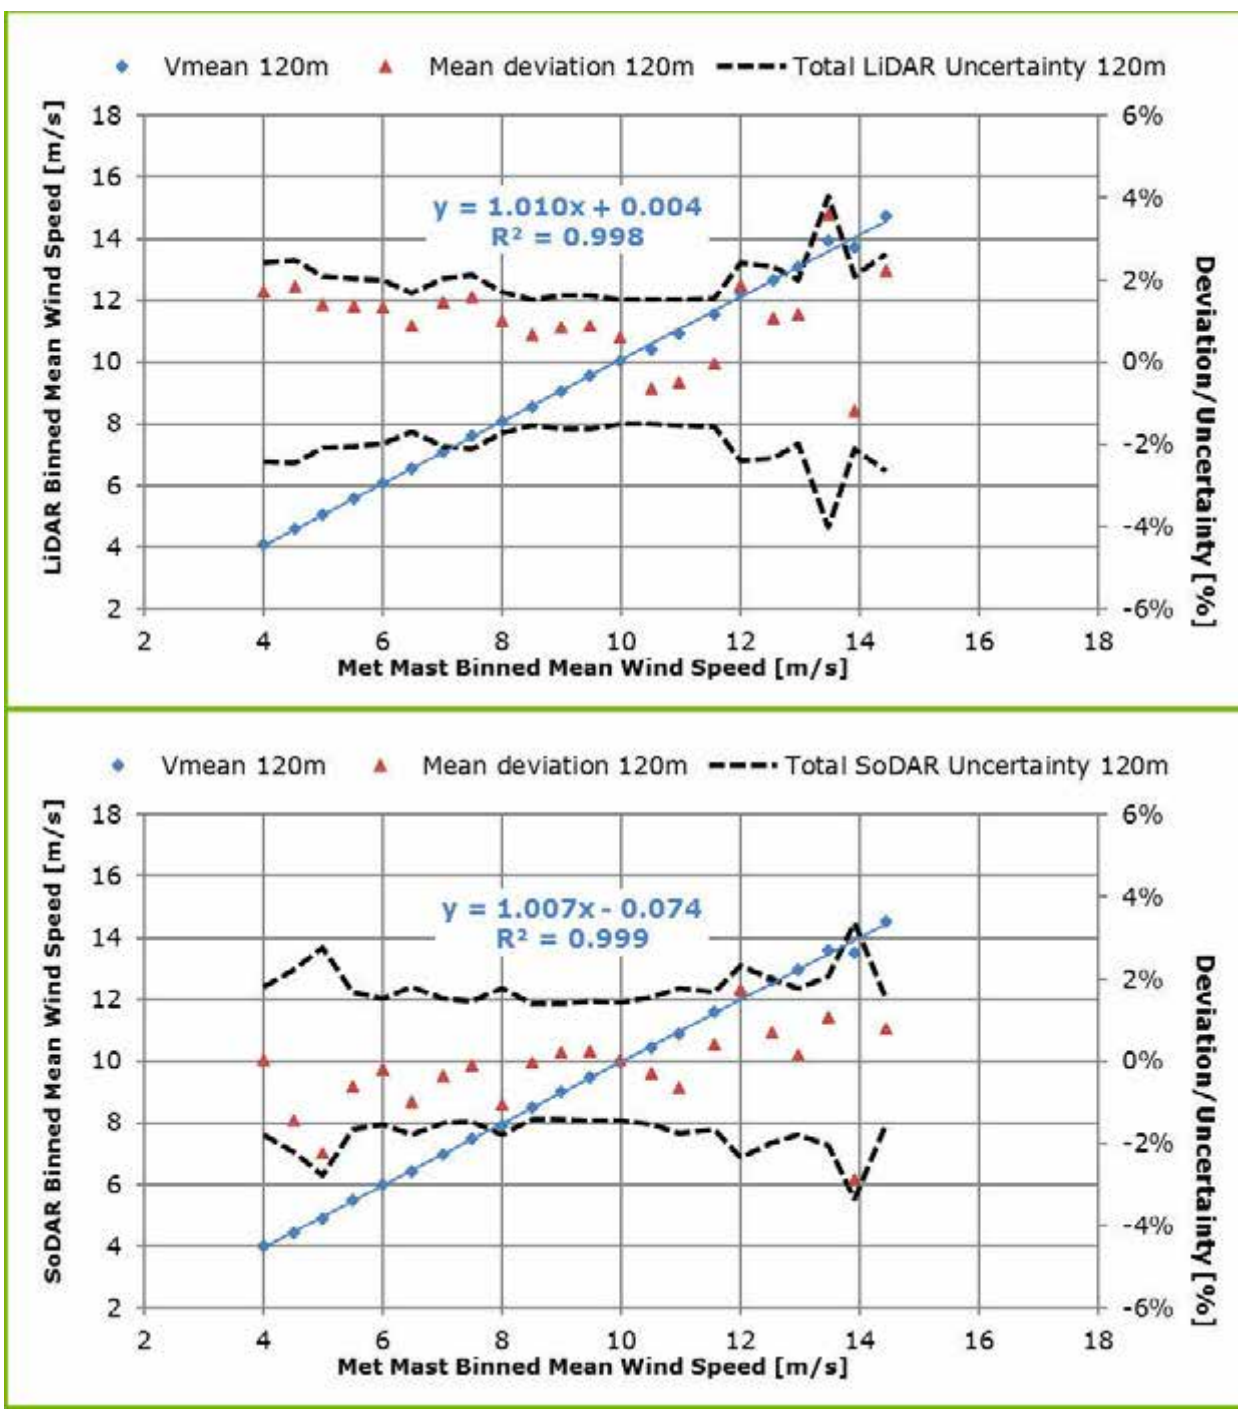 Vmean 120m Mean deviation 120m Total LiDAR Uncertainty 120m
LiDAR Binned Mean Wind Speed [m/s]
18
16
14
12
10
8
6
4
2
y = 1.010x + 0.004
R² = 0.998
6%
4%
2%
0%
-2%
-4%
-6%
Deviation/Uncertainty [%]
2 4 6 8 10 12 14 16 18
Met Mast Binned Mean Wind Speed [m/s]
Vmean 120m Mean deviation 120m Total SoDAR Uncertainty 120m
SoDAR Binned Mean Wind Speed [m/s]
18
16
14
12
10
8
6
4
2
y = 1.007x - 0.074
R² = 0.999
6%
4%
2%
0%
-2%
-4%
-6%
Deviation/Uncertainty [%]
2 4 6 8 10 12 14 16 18
Met Mast Binned Mean Wind Speed [m/s]